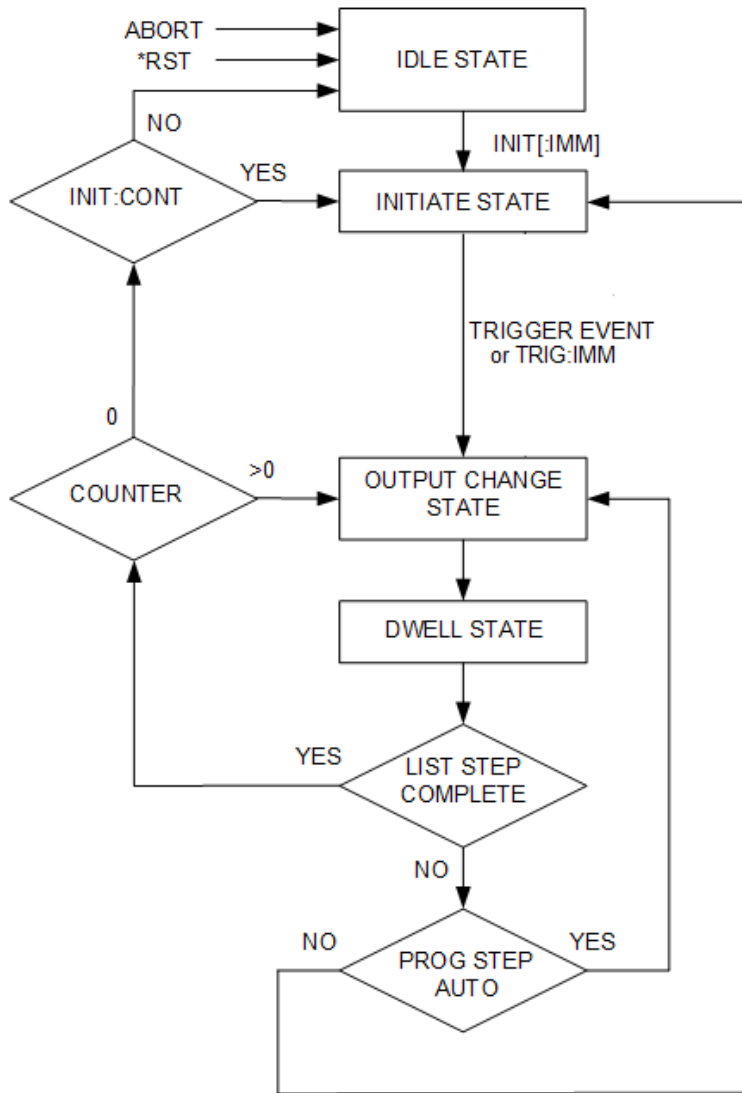 ABORT
*RST
IDLE STATE
NO
INIT[:IMM]
YES
INIT:CONT
INITIATE STATE
TRIGGER EVENT
or TRIG:IMM
0
>0
COUNTER
OUTPUT CHANGE
STATE
DWELL STATE
YES
LIST STEP
COMPLETE
NO
NO
YES
PROG STEP
AUTO